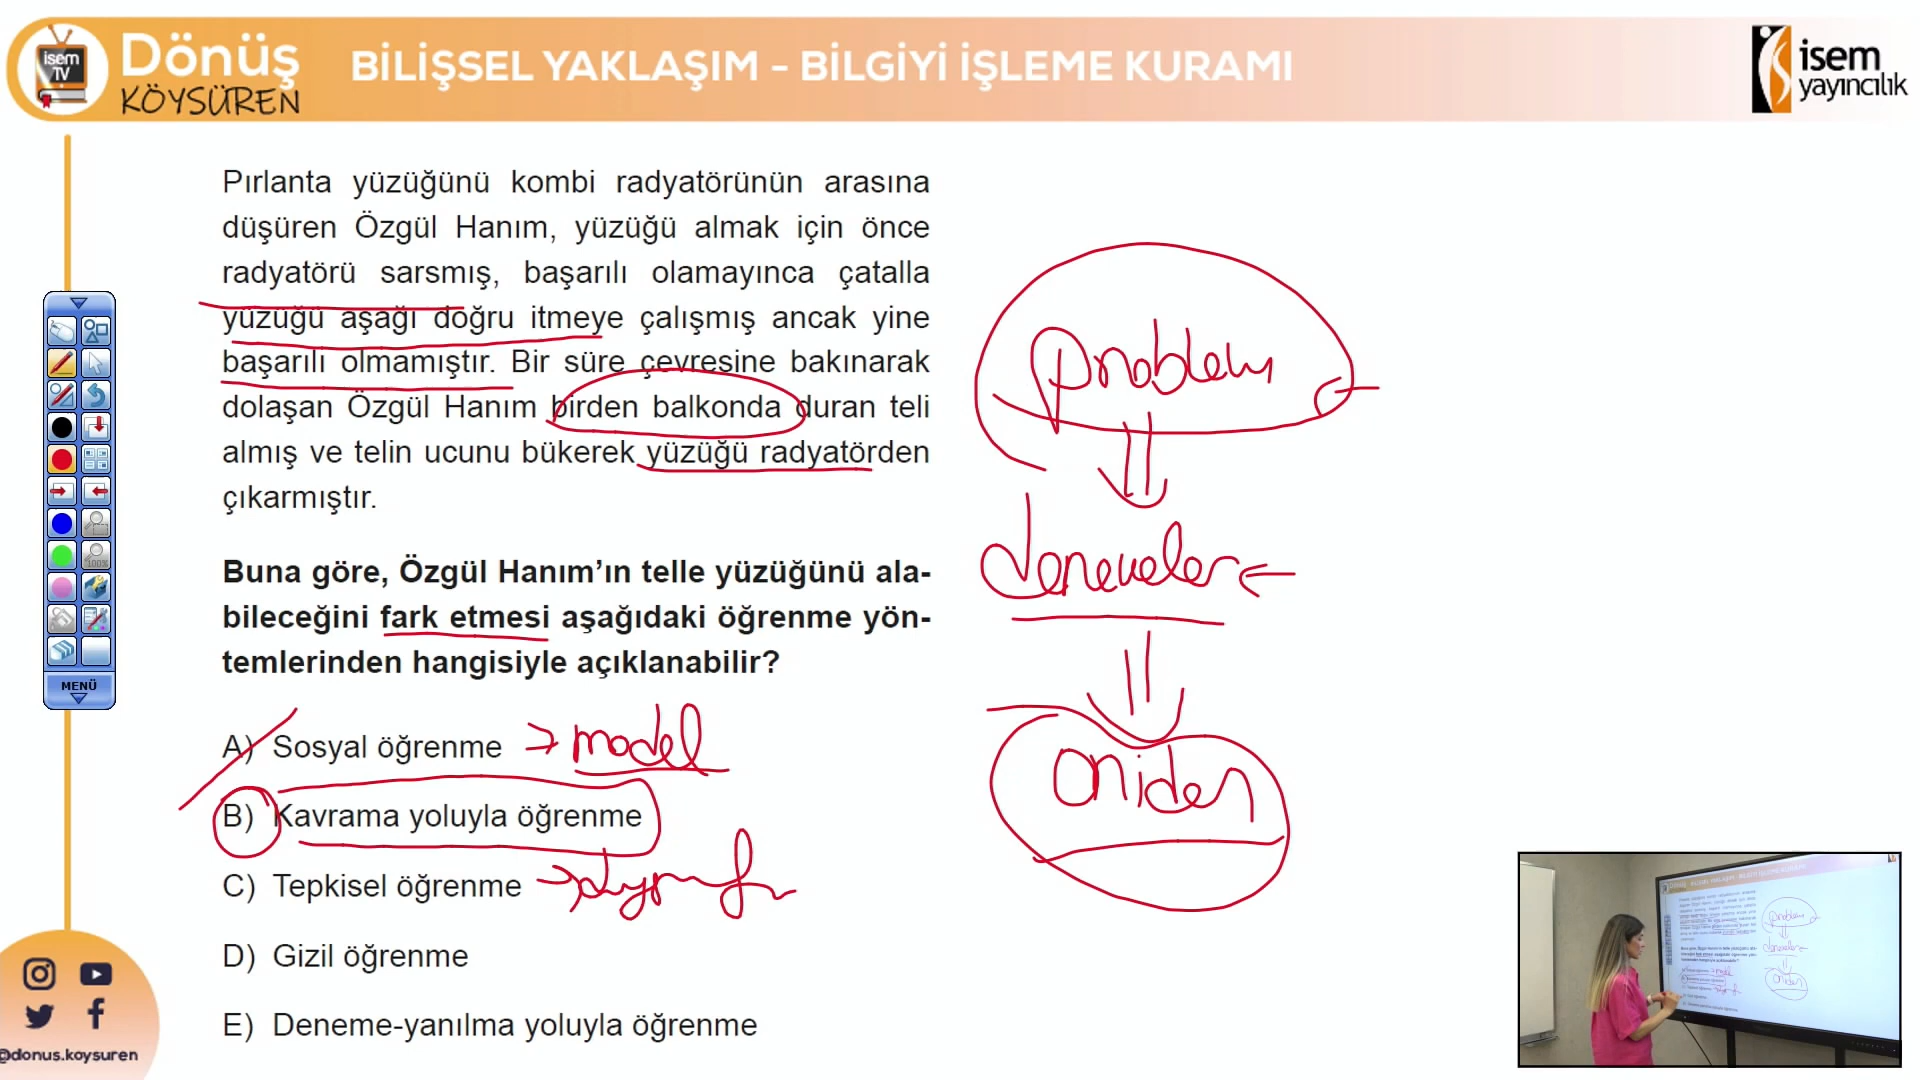 isem
TV
Dönüş
KÖYSÜREN
BİLİŞSEL YAKLAŞIM - BİLGİYİ İŞLEME KURAMI
isem
yayıncılık
Pırlanta yüzüğünü kombi radyatörünün arasına
düşüren Özgül Hanım, yüzüğü almak için önce
radyatörü sarsmış, başarılı olamayınca çatalla
yüzüğü aşağı doğru itmeye çalışmış ancak yine
başarılı olmamıştır. Bir süre çevresine bakınarak
dolaşan Özgül Hanım birden balkonda duran teli
almış ve telin ucunu bükerek yüzüğü radyatörden
çıkarmıştır.
Buna göre, Özgül Hanım’ın telle yüzüğünü ala-
bileceğini fark etmesi aşağıdaki öğrenme yön-
temlerinden hangisiyle açıklanabilir?
A) Sosyal öğrenme → model
B) Kavrama yoluyla öğrenme
C) Tepkisel öğrenme →
D) Gizil öğrenme
E) Deneme-yanılma yoluyla öğrenme
problem
denemeler
aniden
MENÜ
100%
@donus.koysuren